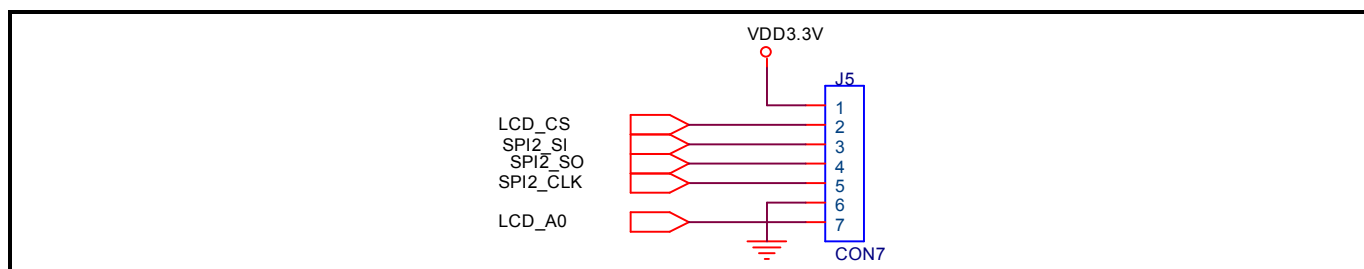 VDD3.3V
J5
1
LCD_CS 2
SPI2_SI 3
SPI2_SO 4
SPI2_CLK 5
6
LCD_A0 7
CON7